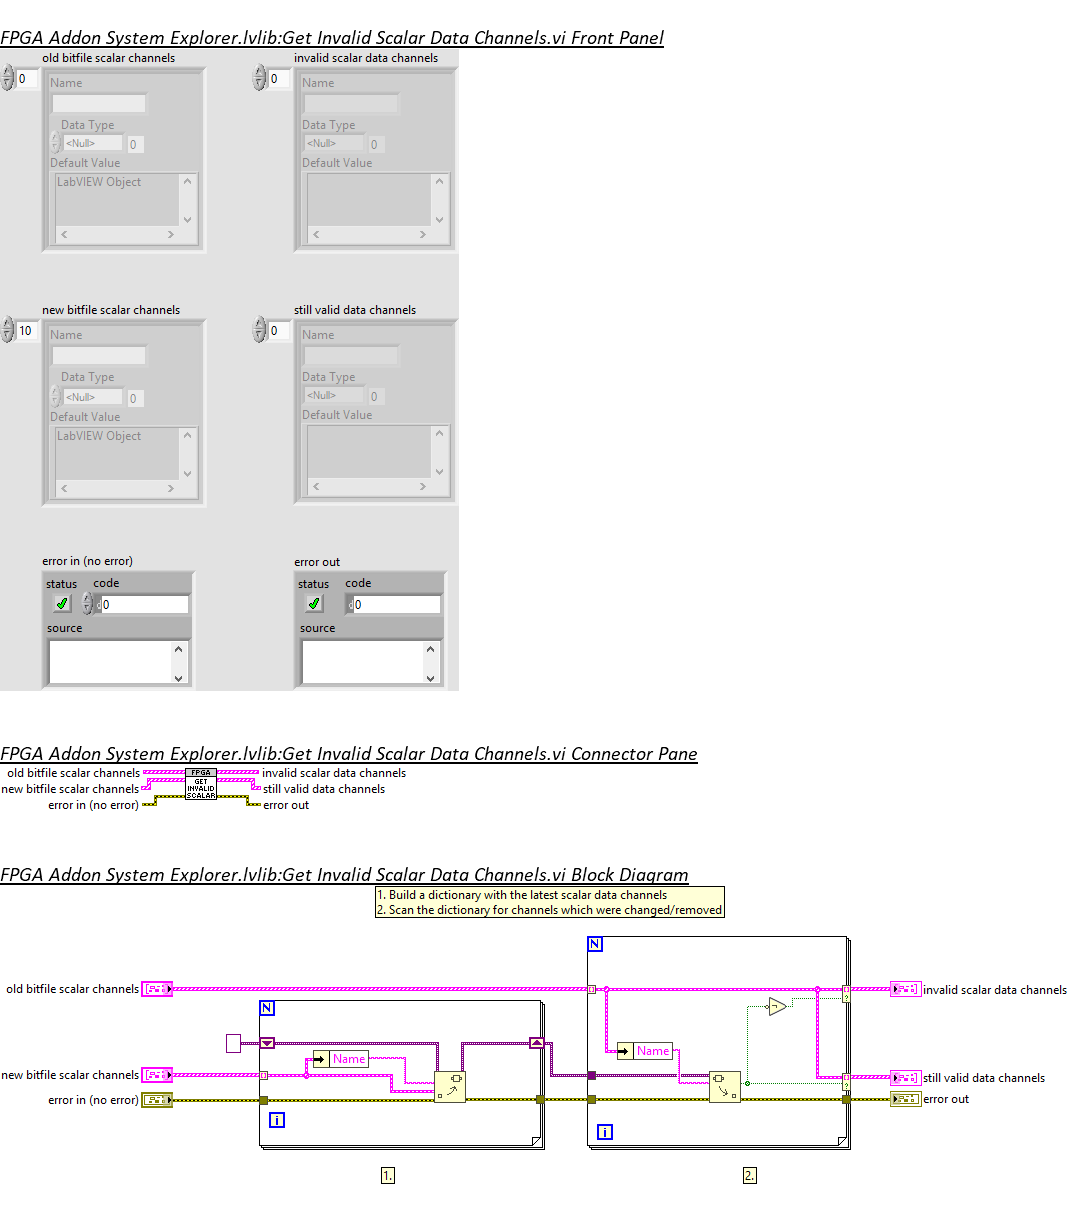 FPGA Addon System Explorer.lvlib:Get Invalid Scalar Data Channels.vi Front Panel
old bitfile scalar channels
0
Name
Data Type
<Null> 0
Default Value
LabVIEW Object
invalid scalar data channels
0
Name
Data Type
<Null> 0
Default Value
new bitfile scalar channels
10
Name
Data Type
<Null> 0
Default Value
LabVIEW Object
still valid data channels
0
Name
Data Type
<Null> 0
Default Value
error in (no error)
status code
d 0
source
error out
status code
d 0
source
FPGA Addon System Explorer.lvlib:Get Invalid Scalar Data Channels.vi Connector Pane
old bitfile scalar channels
new bitfile scalar channels
error in (no error)
FPGA
GET
INVALID
SCALAR
invalid scalar data channels
still valid data channels
error out
FPGA Addon System Explorer.lvlib:Get Invalid Scalar Data Channels.vi Block Diagram
1. Build a dictionary with the latest scalar data channels
2. Scan the dictionary for channels which were changed/removed
old bitfile scalar channels
new bitfile scalar channels
error in (no error)
N
Name
i
1.
N
Name
i
2.
?
?
invalid scalar data channels
still valid data channels
error out